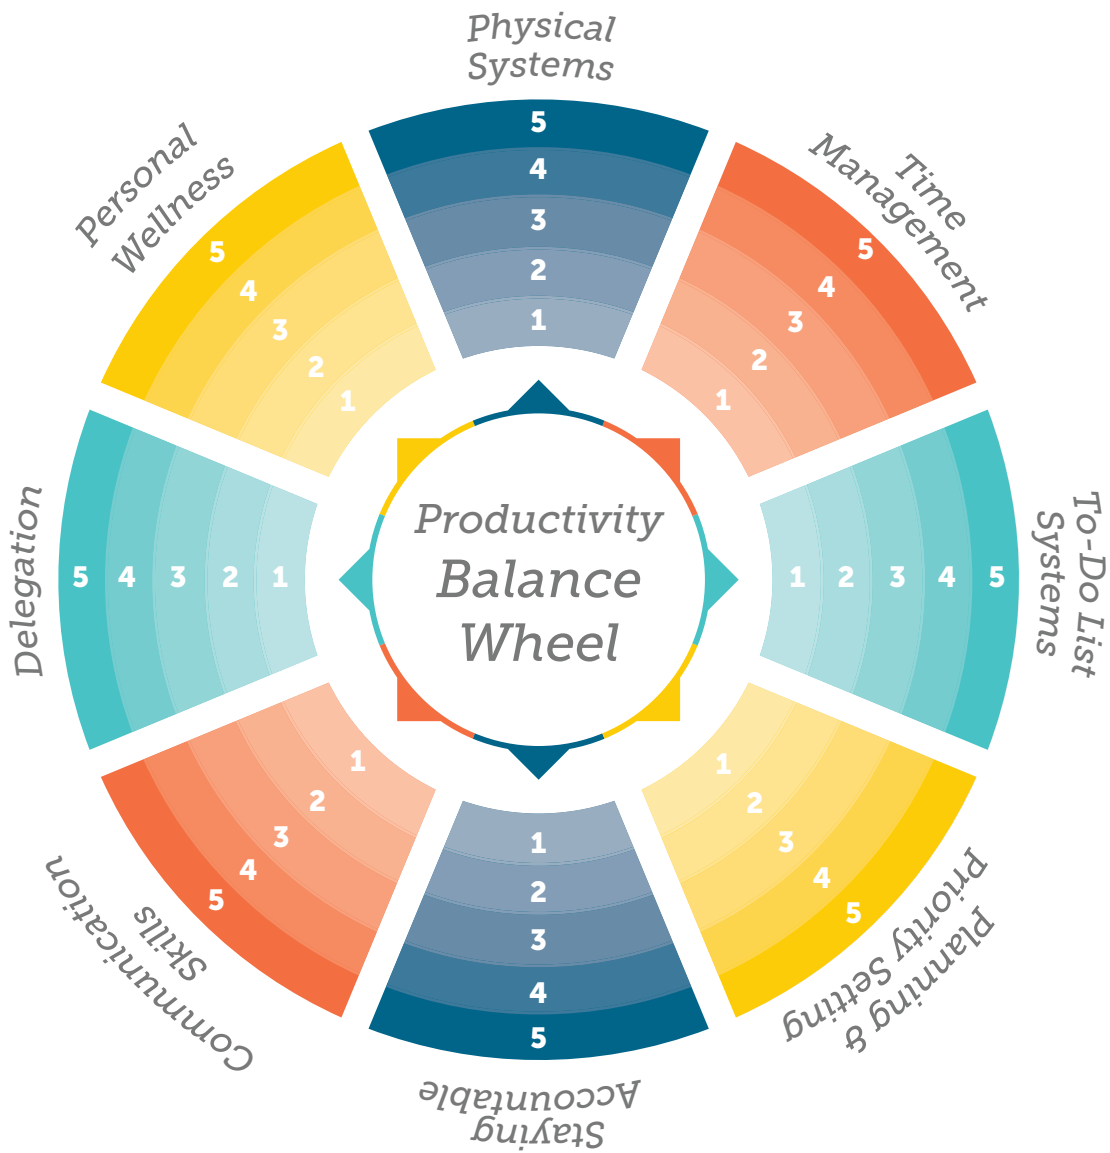 Productivity
Balance
Wheel
Physical
Systems
5
4
3
2
1
Time
Management
5
4
3
2
1
To-Do List
Systems
1 2 3 4 5
Planning &
Priority Setting
1
2
3
4
5
Staying
Accountable
1
2
3
4
5
Communication
Skills
1
2
3
4
5
Delegation
5 4 3 2 1
Personal
Wellness
5
4
3
2
1